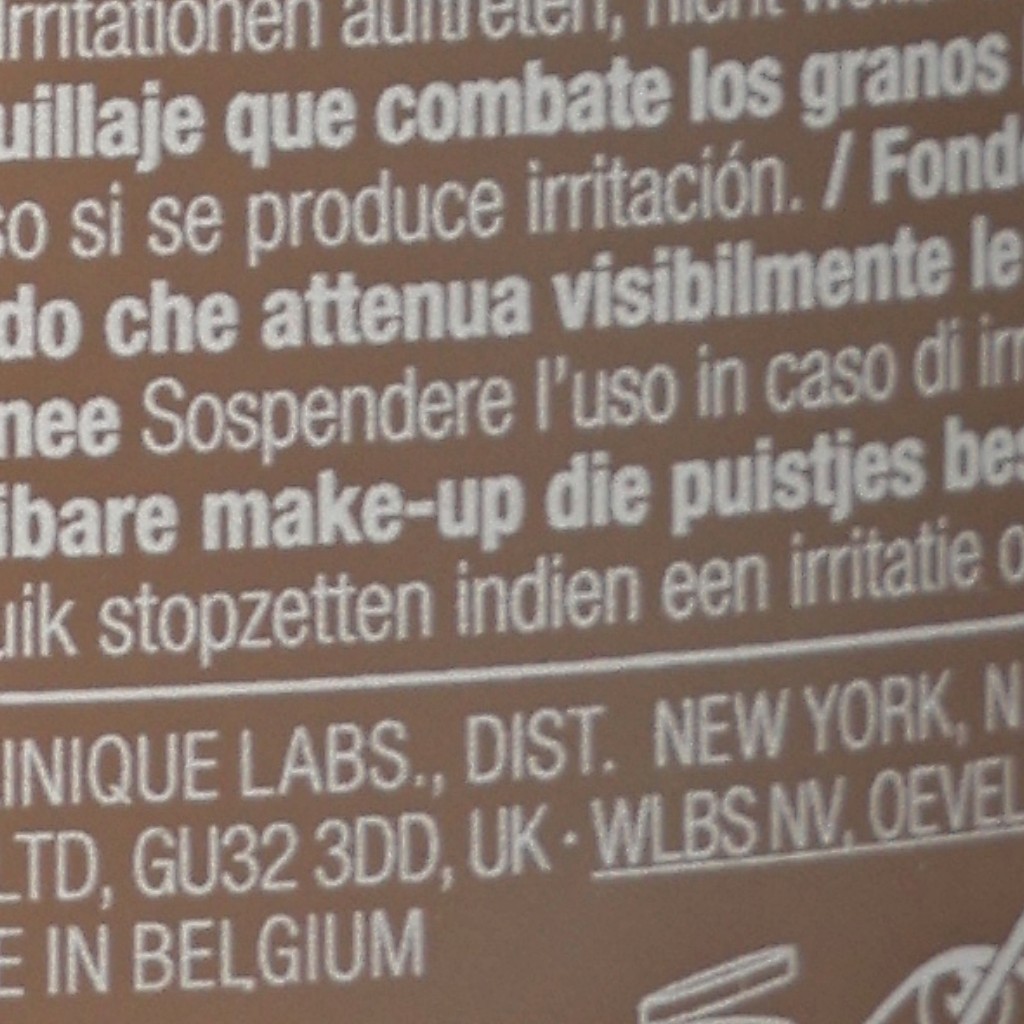 Irritationen auftreten, nicht
uillaje que combate los granos
so si se produce irritación. / Fond
do che attenua visibilmente le
nee Sospendere l'uso in caso di irr
ibare make-up die puistjes bes
uik stopzetten indien een irritatie o
INIQUE LABS., DIST. NEW YORK, N
LTD, GU32 3DD, UK · WLBS NV, OEVEL
E IN BELGIUM